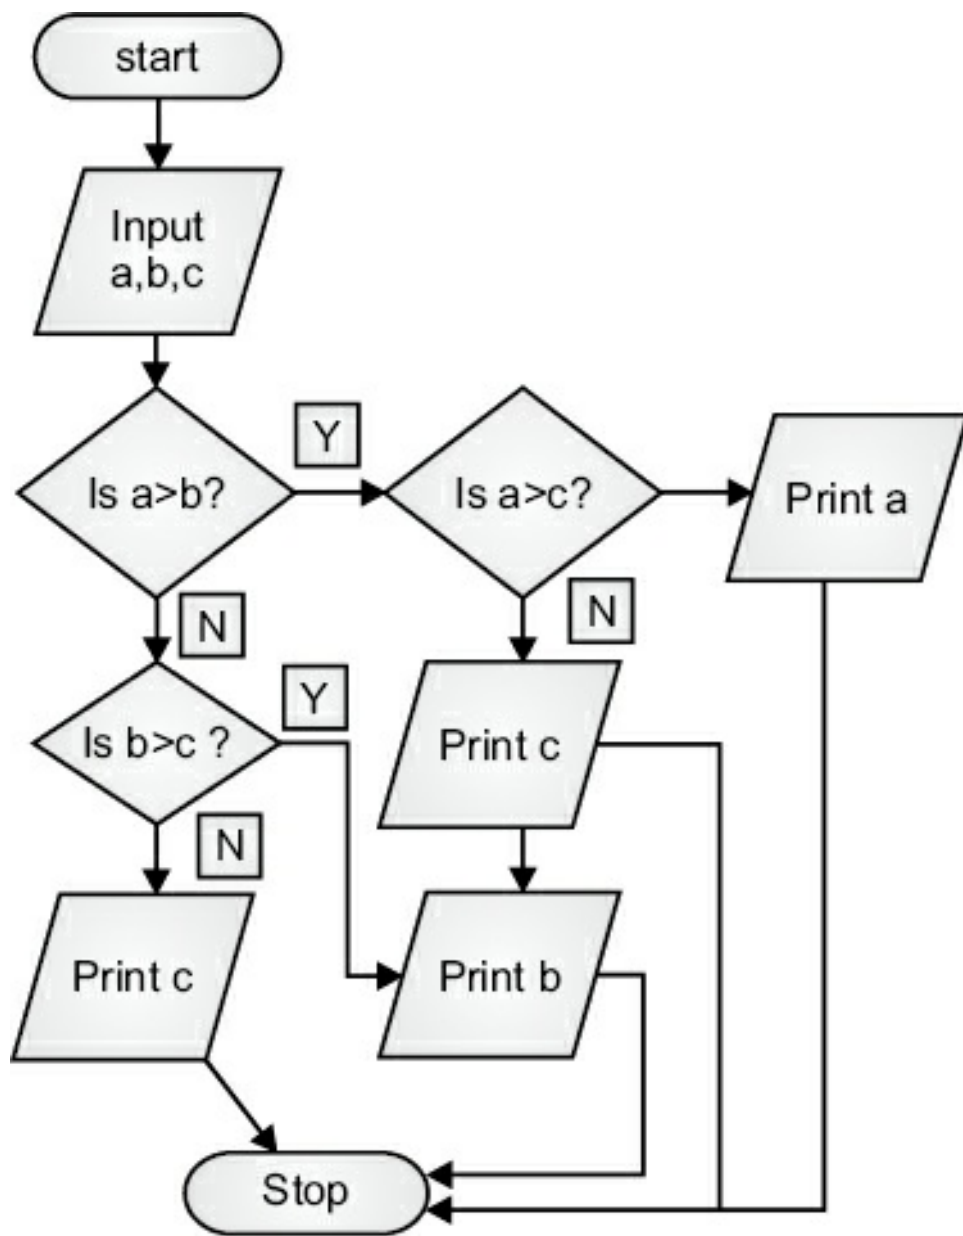 start
Input
a,b,c
Is a>b?
Y
Is a>c?
Print a
N
N
Is b>c ?
Y
Print c
N
Print c
Print b
Stop